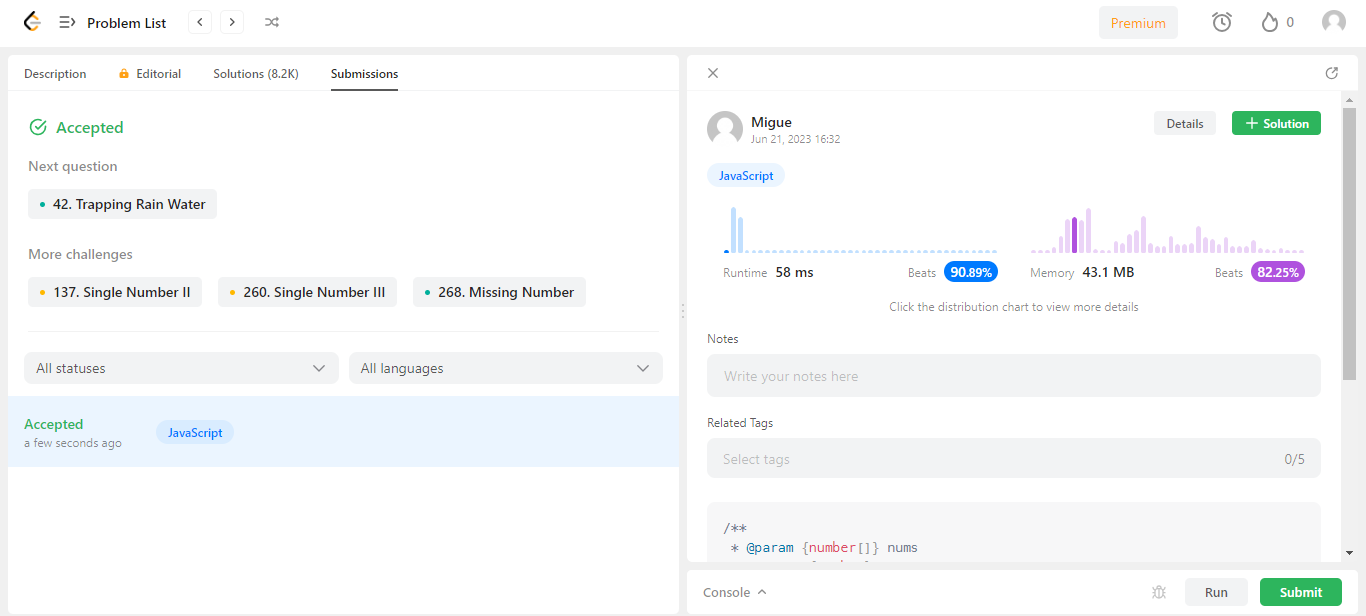 Problem List
Premium
0
Description
Editorial
Solutions (8.2K)
Submissions
Accepted
Next question
42. Trapping Rain Water
More challenges
137. Single Number II
260. Single Number III
268. Missing Number
All statuses
All languages
Accepted
a few seconds ago
JavaScript
Migue
Jun 21, 2023 16:32
Details
+ Solution
JavaScript
Runtime 58 ms
Beats 90.89%
Memory 43.1 MB
Beats 82.25%
Click the distribution chart to view more details
Notes
Write your notes here
Related Tags
Select tags
0/5
/**
* @param {number[]} nums
Console
Run
Submit